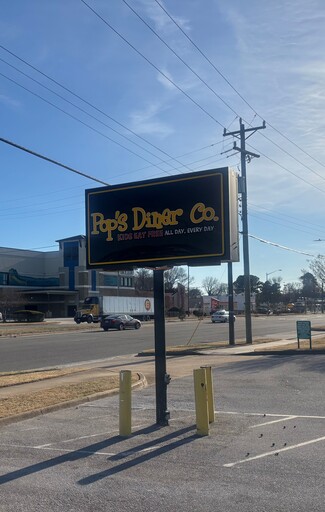 Pop's Diner Co.
KIDS EAT FREE ALL DAY, EVERY DAY